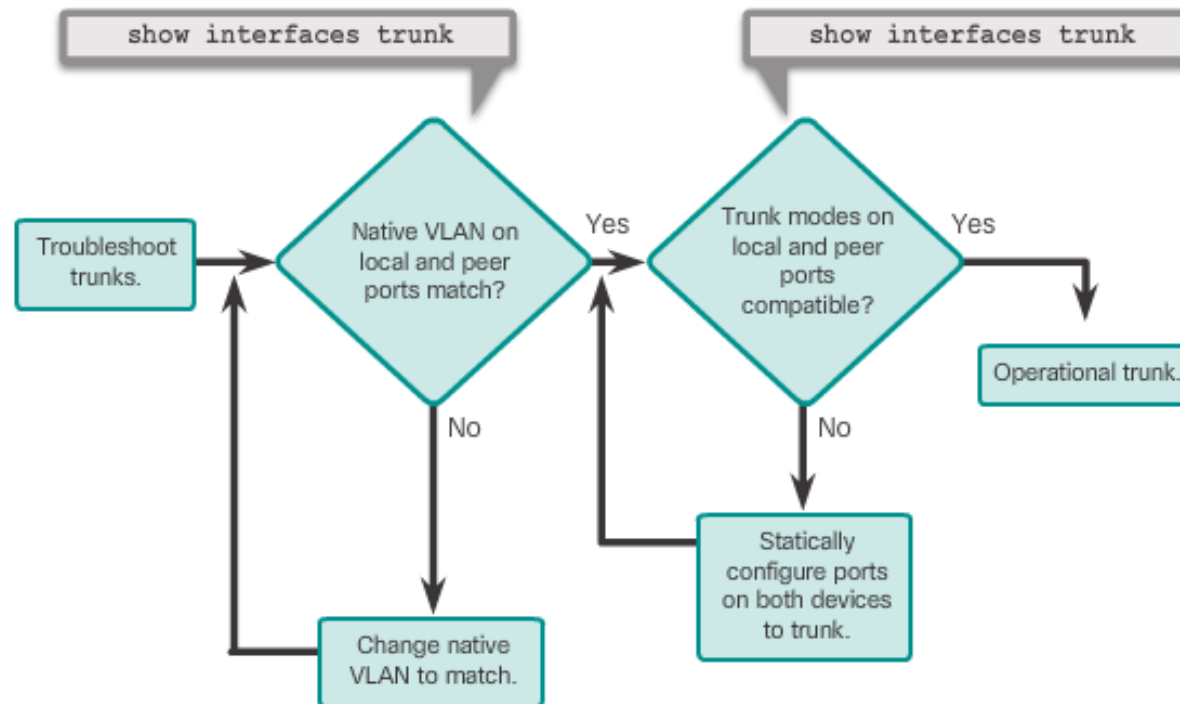 show interfaces trunk
show interfaces trunk
Troubleshoot
trunks.
Native VLAN on
local and peer
ports match?
Yes
Trunk modes on
local and peer
ports
compatible?
Yes
Operational trunk.
No
No
Statically
configure ports
on both devices
to trunk.
Change native
VLAN to match.